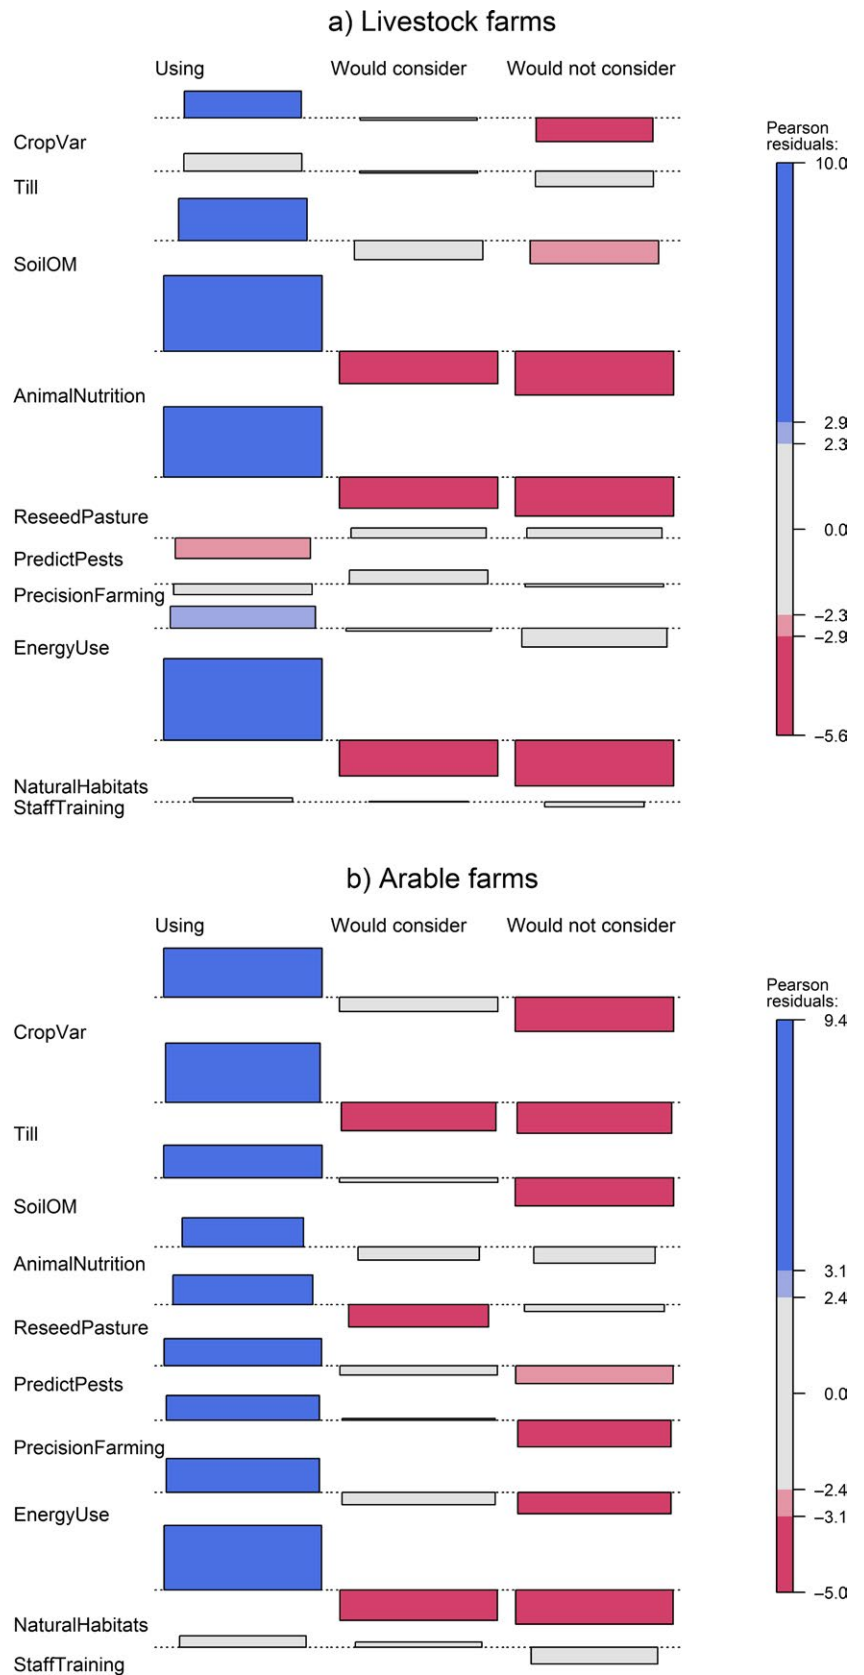 a) Livestock farms
Using Would consider Would not consider
Pearson
residuals:
10.0
CropVar
Till
SoilOM
AnimalNutrition
2.9
2.3
ReseedPasture
0.0
PredictPests
PrecisionFarming
−2.3
−2.9
EnergyUse
−5.6
NaturalHabitats
StaffTraining
b) Arable farms
Using Would consider Would not consider
Pearson
residuals:
9.4
CropVar
Till
SoilOM
AnimalNutrition
3.1
2.4
ReseedPasture
PredictPests
0.0
PrecisionFarming
−2.4
−3.1
EnergyUse
−5.0
NaturalHabitats
StaffTraining